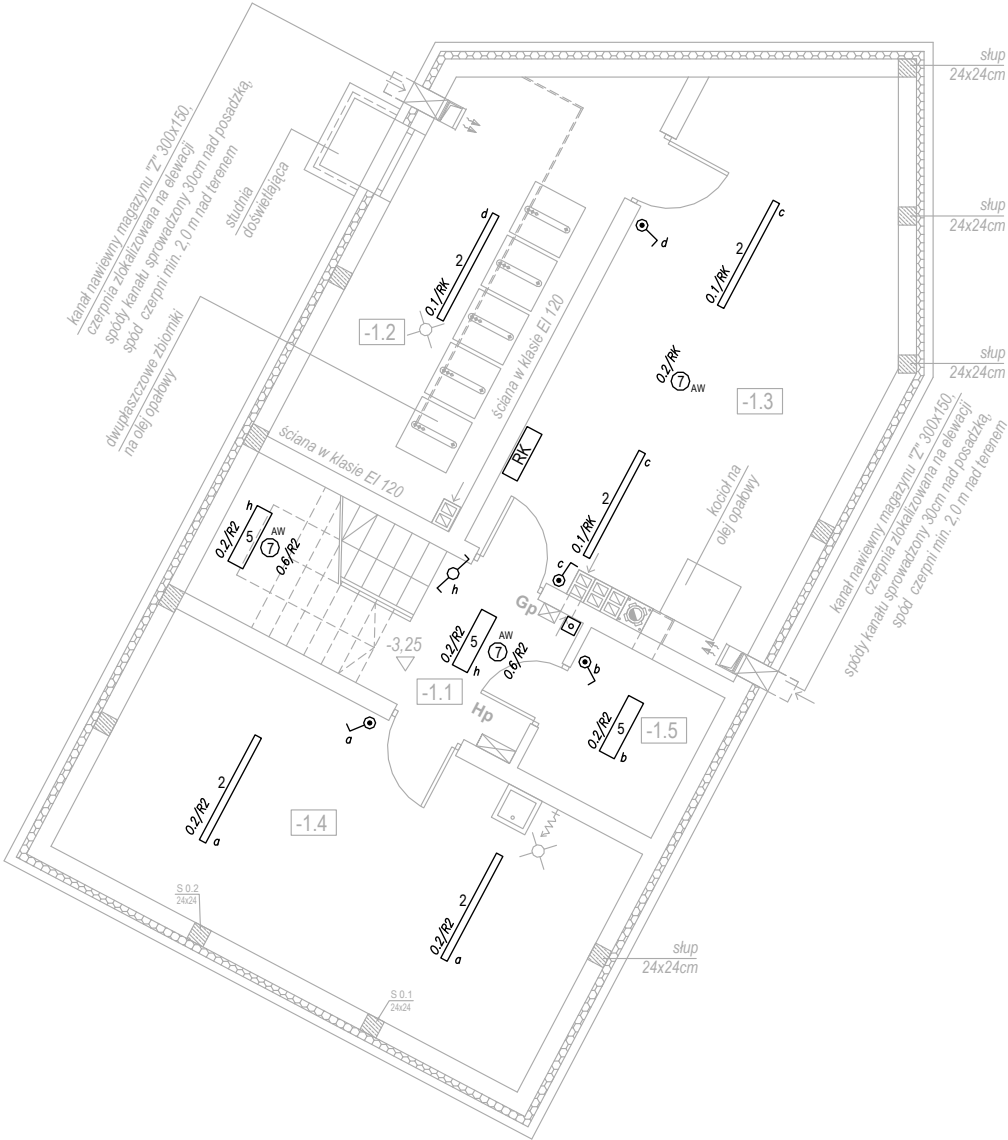 słup
24x24cm
słup
24x24cm
słup
24x24cm
kanał nawiewny magazynu "Z" 300x150,
czerpnia zlokalizowana na elewacji
spódy kanału sprowadzony 30cm nad posadzką,
spód czerpni min. 2,0 m nad terenem
studnia
doświetlająca
dwupłaszczowe zbiorniki
na olej opałowy
d
2
0.1/RK
-1.2
ściana w klasie EI 120
ściana w klasie EI 120
RK
d
c
2
0.1/RK
0.2/RK
7 AW
-1.3
c
2
0.1/RK
c
kocioł na
olej opałowy
kanał nawiewny magazynu "Z" 300x150,
czerpnia zlokalizowana na elewacji
spódy kanału sprowadzony 30cm nad posadzką,
spód czerpni min. 2,0 m nad terenem
h
5
0.2/R2
7 AW
0.6/R2
h
Gp
-3,25
0.2/R2
5
h
7 AW
0.6/R2
-1.1
Hp
b
0.2/R2
5
b
-1.5
a
2
0.2/R2
a
-1.4
2
0.2/R2
a
S 0.2
24x24
S 0.1
24x24
słup
24x24cm